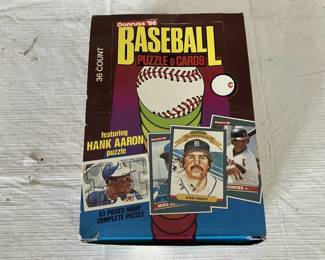 Donruss '86
BASEBALL
PUZZLE & CARDS
36 COUNT
featuring
HANK AARON
puzzle
63 PIECES MAKE
COMPLETE PUZZLE